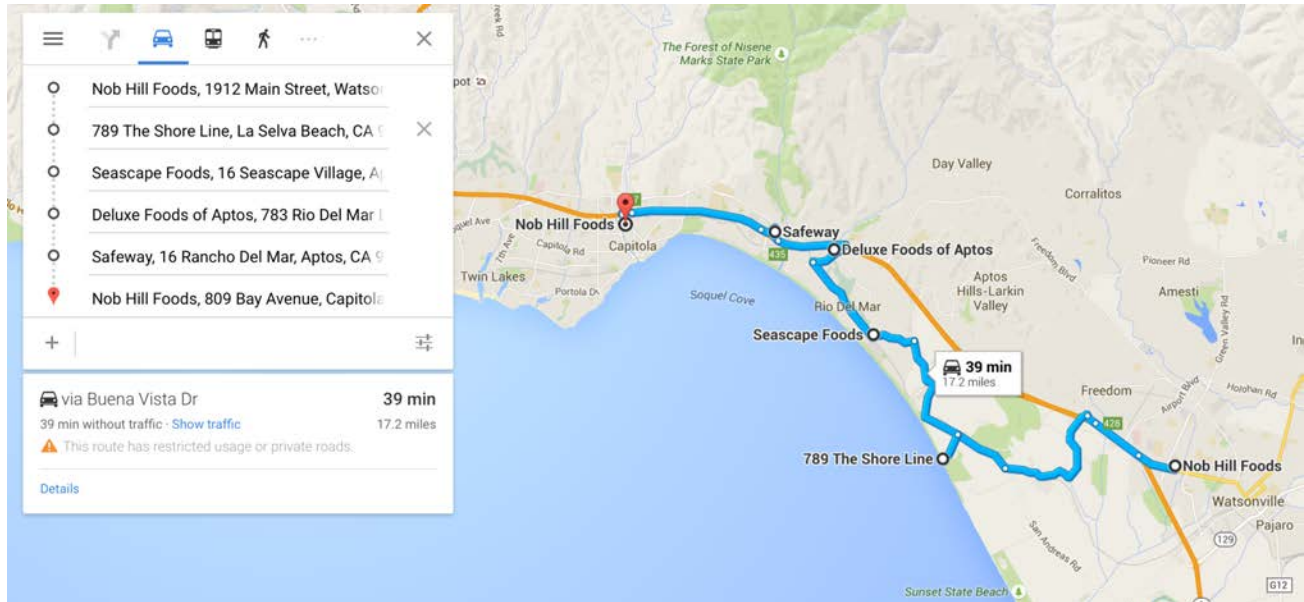 Nob Hill Foods, 1912 Main Street, Watso
789 The Shore Line, La Selva Beach, CA 9
Seascape Foods, 16 Seascape Village, A
Deluxe Foods of Aptos, 783 Rio Del Mar
Safeway, 16 Rancho Del Mar, Aptos, CA 9
Nob Hill Foods, 809 Bay Avenue, Capitola
via Buena Vista Dr
39 min
39 min without traffic · Show traffic
17.2 miles
This route has restricted usage or private roads.
Details
The Forest of Nisene
Marks State Park
Day Valley
Corralitos
Nob Hill Foods
Safeway
Capitola Rd
Capitola
7th Ave
435
Deluxe Foods of Aptos
Freedom Blvd
Pioneer Rd
Twin Lakes
Portola Dr
Soquel Cove
Rio Del Mar
Aptos
Hills-Larkin
Valley
Amesti
Green Valley Rd
Seascape Foods
39 min
17.2 miles
Freedom
Airport Blvd
Holohan Rd
426
789 The Shore Line
Nob Hill Foods
Watsonville
Pajaro
129
San Andreas Rd
Sunset State Beach
G12